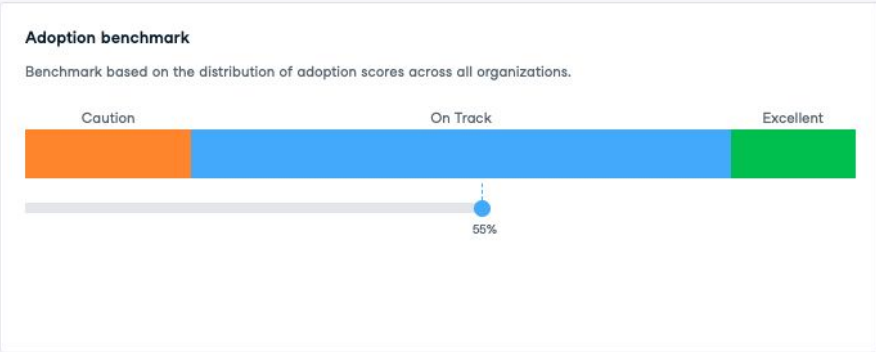 Adoption benchmark
Benchmark based on the distribution of adoption scores across all organizations.
Caution
On Track
Excellent
55%